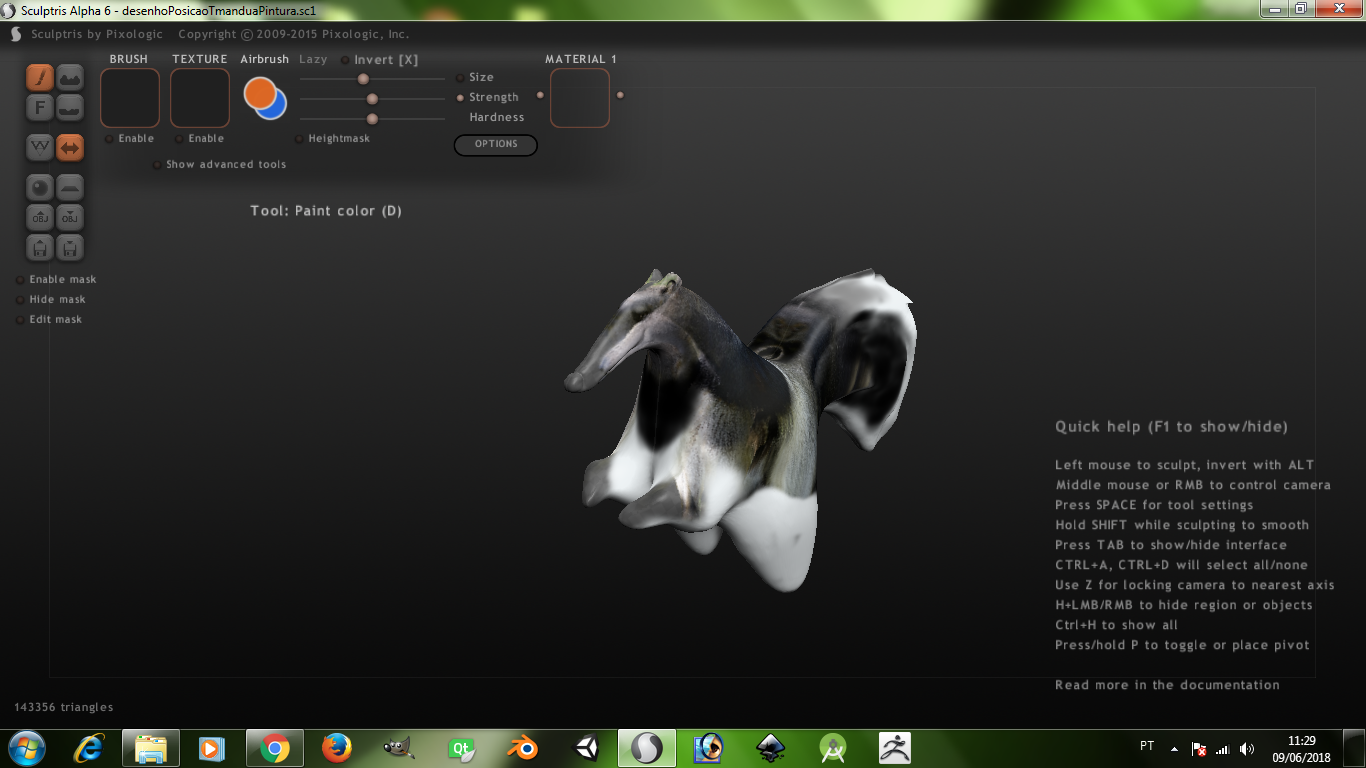 Sculptris Alpha 6 - desenhoPosicaoTmanduaPintura.sc1
Sculptris by Pixologic Copyright © 2009-2015 Pixologic, Inc.
BRUSH TEXTURE Airbrush Lazy Invert [X] MATERIAL 1
Size
Strength
Hardness
F
Enable Enable Heightmask OPTIONS
Show advanced tools
OBJ OBJ
Tool: Paint color (D)
Enable mask
Hide mask
Edit mask
Quick help (F1 to show/hide)
Left mouse to sculpt, invert with ALT
Middle mouse or RMB to control camera
Press SPACE for tool settings
Hold SHIFT while sculpting to smooth
Press TAB to show/hide interface
CTRL+A, CTRL+D will select all/none
Use Z for locking camera to nearest axis
H+LMB/RMB to hide region or objects
Ctrl+H to show all
Press/hold P to toggle or place pivot
Read more in the documentation
143356 triangles
Qt
PT
11:29
09/06/2018